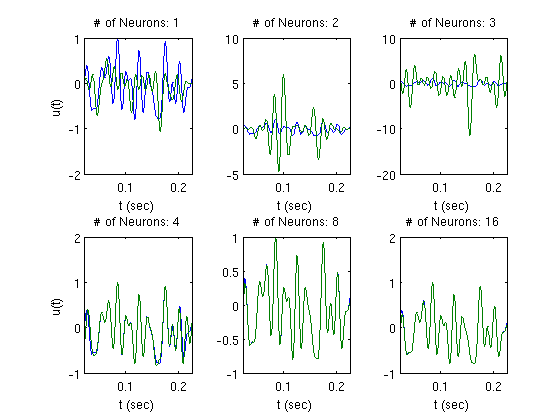 # of Neurons: 1
# of Neurons: 2
# of Neurons: 3
1
0
-1
-2
u(t)
0.1
0.2
t (sec)
10
5
0
-5
0.1
0.2
t (sec)
10
0
-10
-20
0.1
0.2
t (sec)
# of Neurons: 4
# of Neurons: 8
# of Neurons: 16
2
1
0
-1
u(t)
0.1
0.2
t (sec)
1
0.5
0
-0.5
-1
0.1
0.2
t (sec)
2
1
0
-1
0.1
0.2
t (sec)